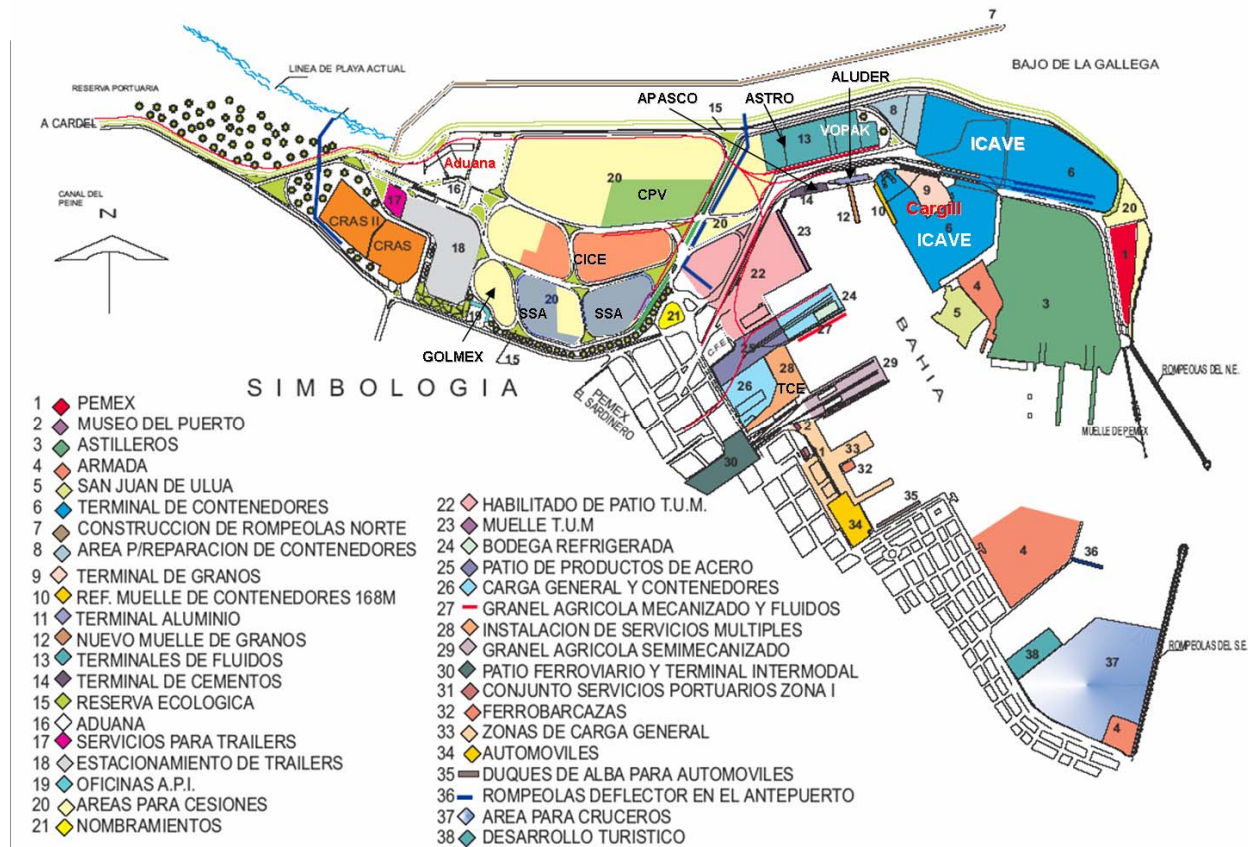 7
LINEA DE PLAYA ACTUAL
BAJO DE LA GALLEGA
RESERVA PORTUARIA
A CARDEL
APASCO
15
ASTRO
ALUDER
8
VOPAK
13
ICAVE
6
Aduana
16
20
CPV
14
12
10
9
Cargill
6
ICAVE
20
1
CANAL DEL
PEINE
N
17
CRAS II
CRAS
18
CICE
20
22
23
4
5
3
20
SSA
SSA
19
GOLMEX
15
21
C.F.E
24
27
25
26
28
TCE
29
BAHIA
PEMEX
EL SARDINERO
ROMPEOLAS DEL N.E.
MUELLE DE PEMEX
2
31
30
33
32
34
35
4
36
38
37
4
ROMPEOLAS DEL S.E.
SIMBOLOGIA
1 PEMEX
2 MUSEO DEL PUERTO
3 ASTILLEROS
4 ARMADA
5 SAN JUAN DE ULUA
6 TERMINAL DE CONTENEDORES
7 CONSTRUCCION DE ROMPEOLAS NORTE
8 AREA P/REPARACION DE CONTENEDORES
9 TERMINAL DE GRANOS
10 REF. MUELLE DE CONTENEDORES 168M
11 TERMINAL ALUMINIO
12 NUEVO MUELLE DE GRANOS
13 TERMINALES DE FLUIDOS
14 TERMINAL DE CEMENTOS
15 RESERVA ECOLOGICA
16 ADUANA
17 SERVICIOS PARA TRAILERS
18 ESTACIONAMIENTO DE TRAILERS
19 OFICINAS A.P.I.
20 AREAS PARA CESIONES
21 NOMBRAMIENTOS
22 HABILITADO DE PATIO T.U.M.
23 MUELLE T.U.M
24 BODEGA REFRIGERADA
25 PATIO DE PRODUCTOS DE ACERO
26 CARGA GENERAL Y CONTENEDORES
27 GRANEL AGRICOLA MECANIZADO Y FLUIDOS
28 INSTALACION DE SERVICIOS MULTIPLES
29 GRANEL AGRICOLA SEMIMECANIZADO
30 PATIO FERROVIARIO Y TERMINAL INTERMODAL
31 CONJUNTO SERVICIOS PORTUARIOS ZONA I
32 FERROBARCAZAS
33 ZONAS DE CARGA GENERAL
34 AUTOMOVILES
35 DUQUES DE ALBA PARA AUTOMOVILES
36 ROMPEOLAS DEFLECTOR EN EL ANTEPUERTO
37 AREA PARA CRUCEROS
38 DESARROLLO TURISTICO